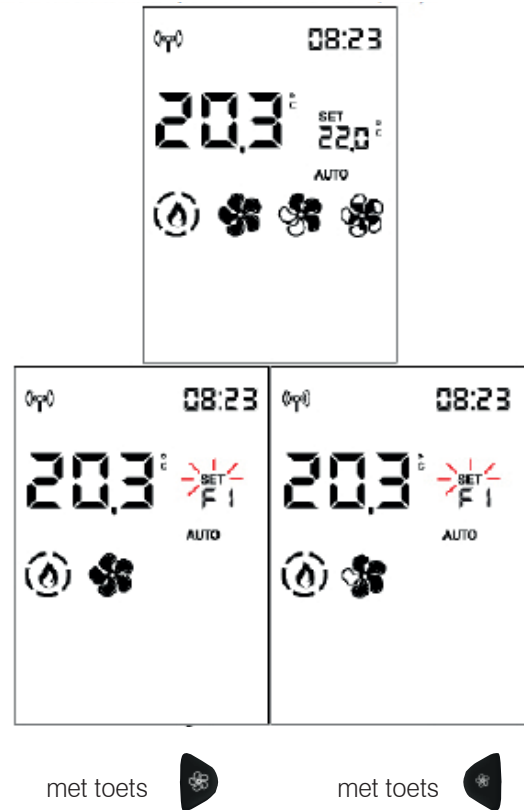 08:23
20,3 °C SET
22,0 °C
AUTO
08:23
20,3 °C SET
F1
AUTO
08:23
20,3 °C SET
F1
AUTO
met toets
met toets